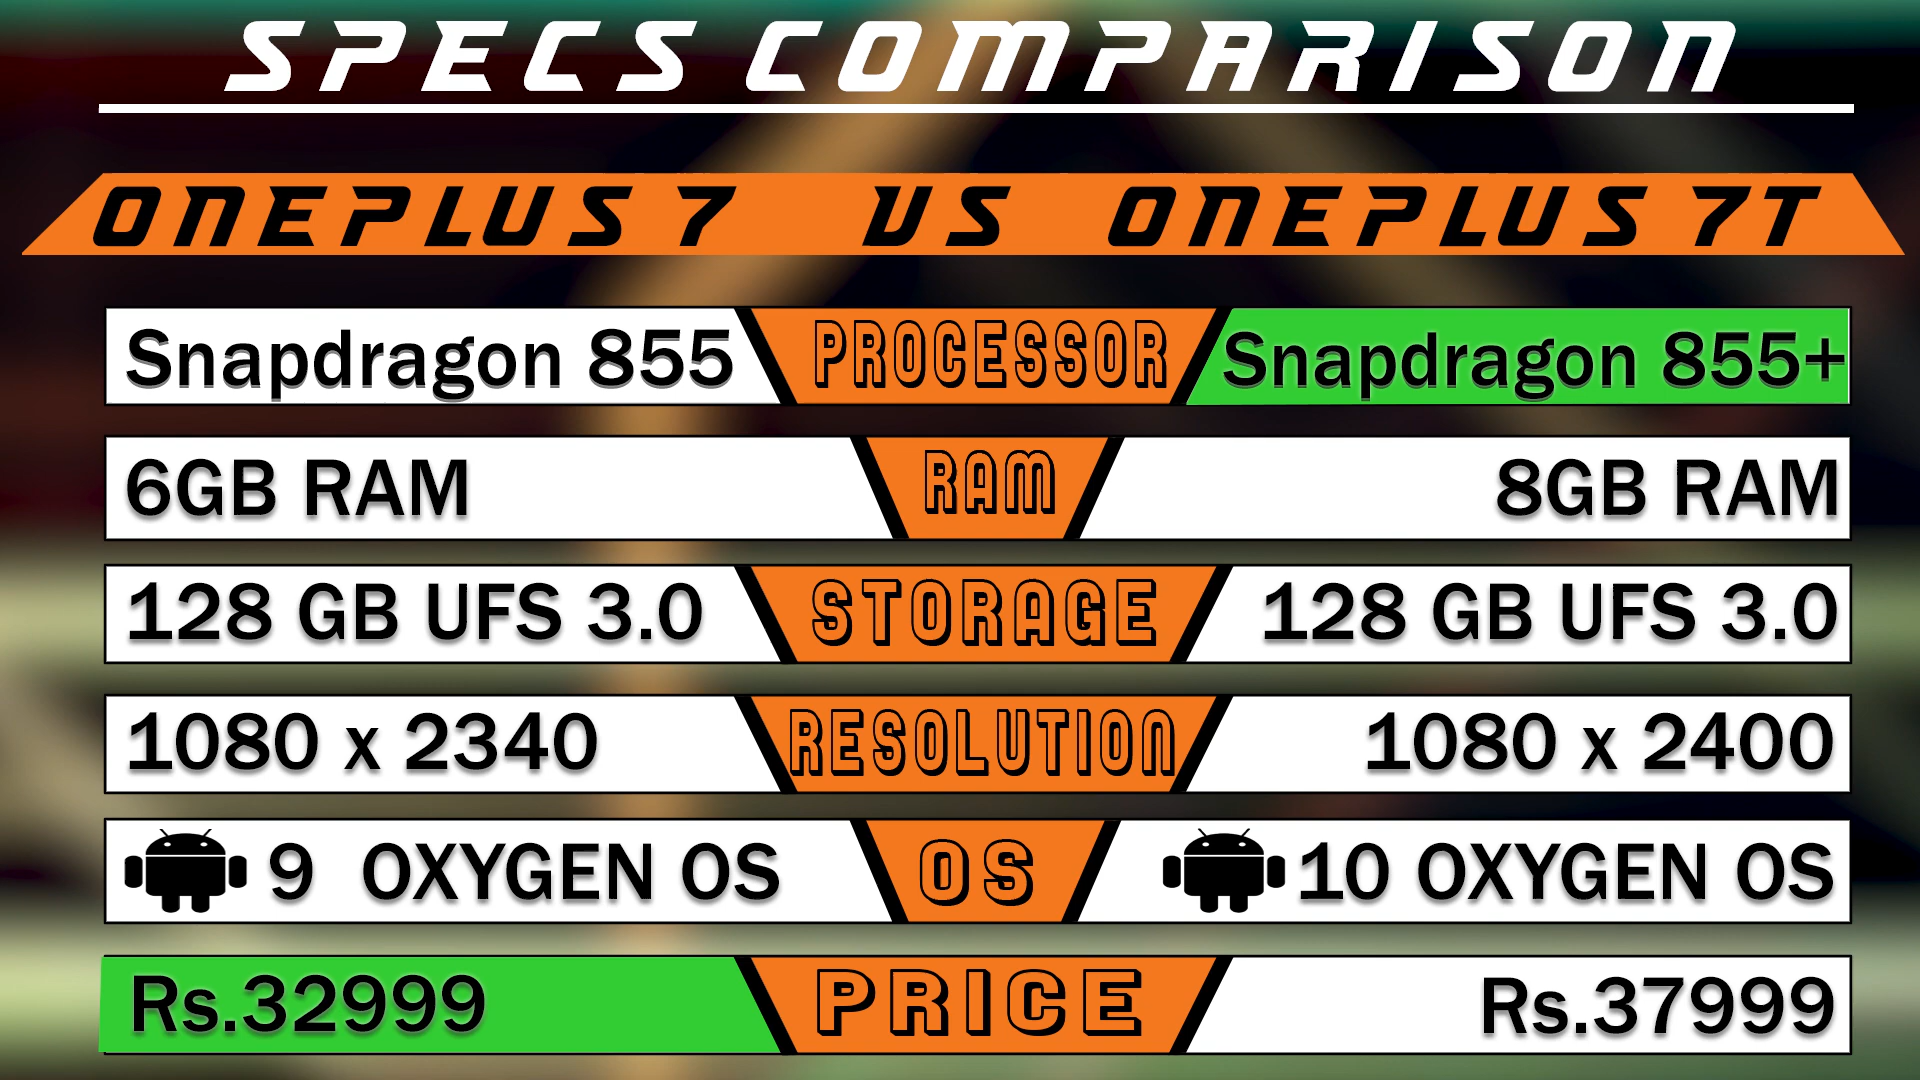 SPECS COMPARISON
ONEPLUS 7 VS ONEPLUS 7T
Snapdragon 855 PROCESSOR Snapdragon 855+
6GB RAM RAM 8GB RAM
128 GB UFS 3.0 STORAGE 128 GB UFS 3.0
1080 x 2340 RESOLUTION 1080 x 2400
9 OXYGEN OS OS 10 OXYGEN OS
Rs.32999 PRICE Rs.37999